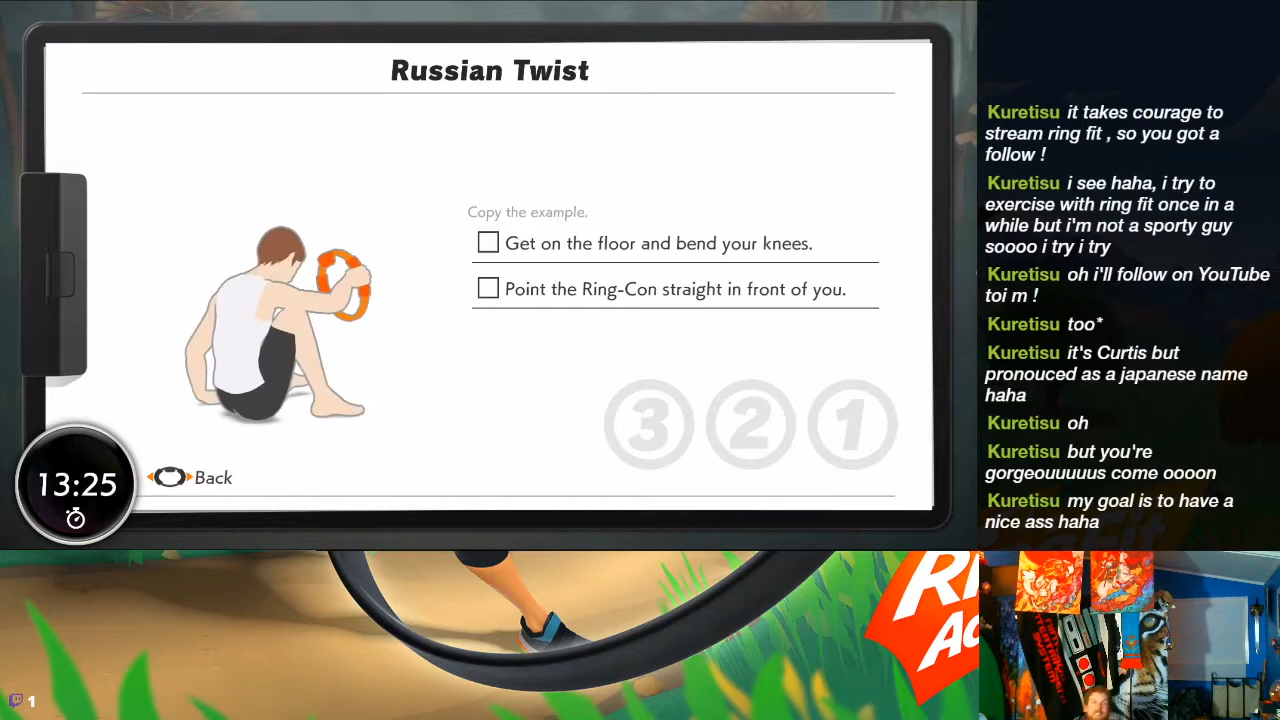 Russian Twist
Copy the example.
Get on the floor and bend your knees.
Point the Ring-Con straight in front of you.
3 2 1
13:25
Back
Kuretisu it takes courage to
stream ring fit , so you got a
follow !
Kuretisu i see haha, i try to
exercise with ring fit once in a
while but i'm not a sporty guy
soooo i try i try
Kuretisu oh i'll follow on YouTube
toi m !
Kuretisu too*
Kuretisu it's Curtis but
pronouced as a japanese name
haha
Kuretisu oh
Kuretisu but you're
gorgeouuuuus come oooon
Kuretisu my goal is to have a
nice ass haha
1